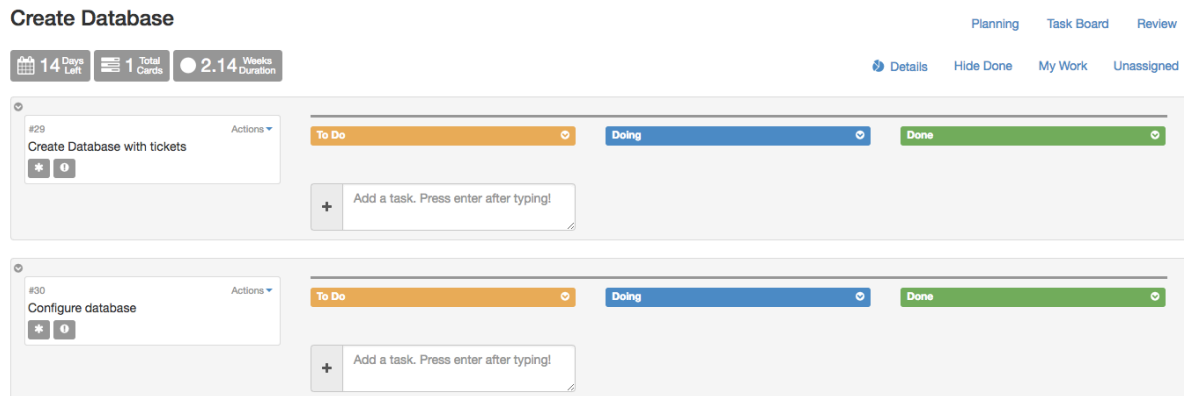 Create Database
Planning Task Board Review
14 Days Left 1 Total Cards 2.14 Weeks Duration
Details Hide Done My Work Unassigned
#29 Actions
Create Database with tickets
To Do Doing Done
Add a task. Press enter after typing!
#30 Actions
Configure database
To Do Doing Done
Add a task. Press enter after typing!